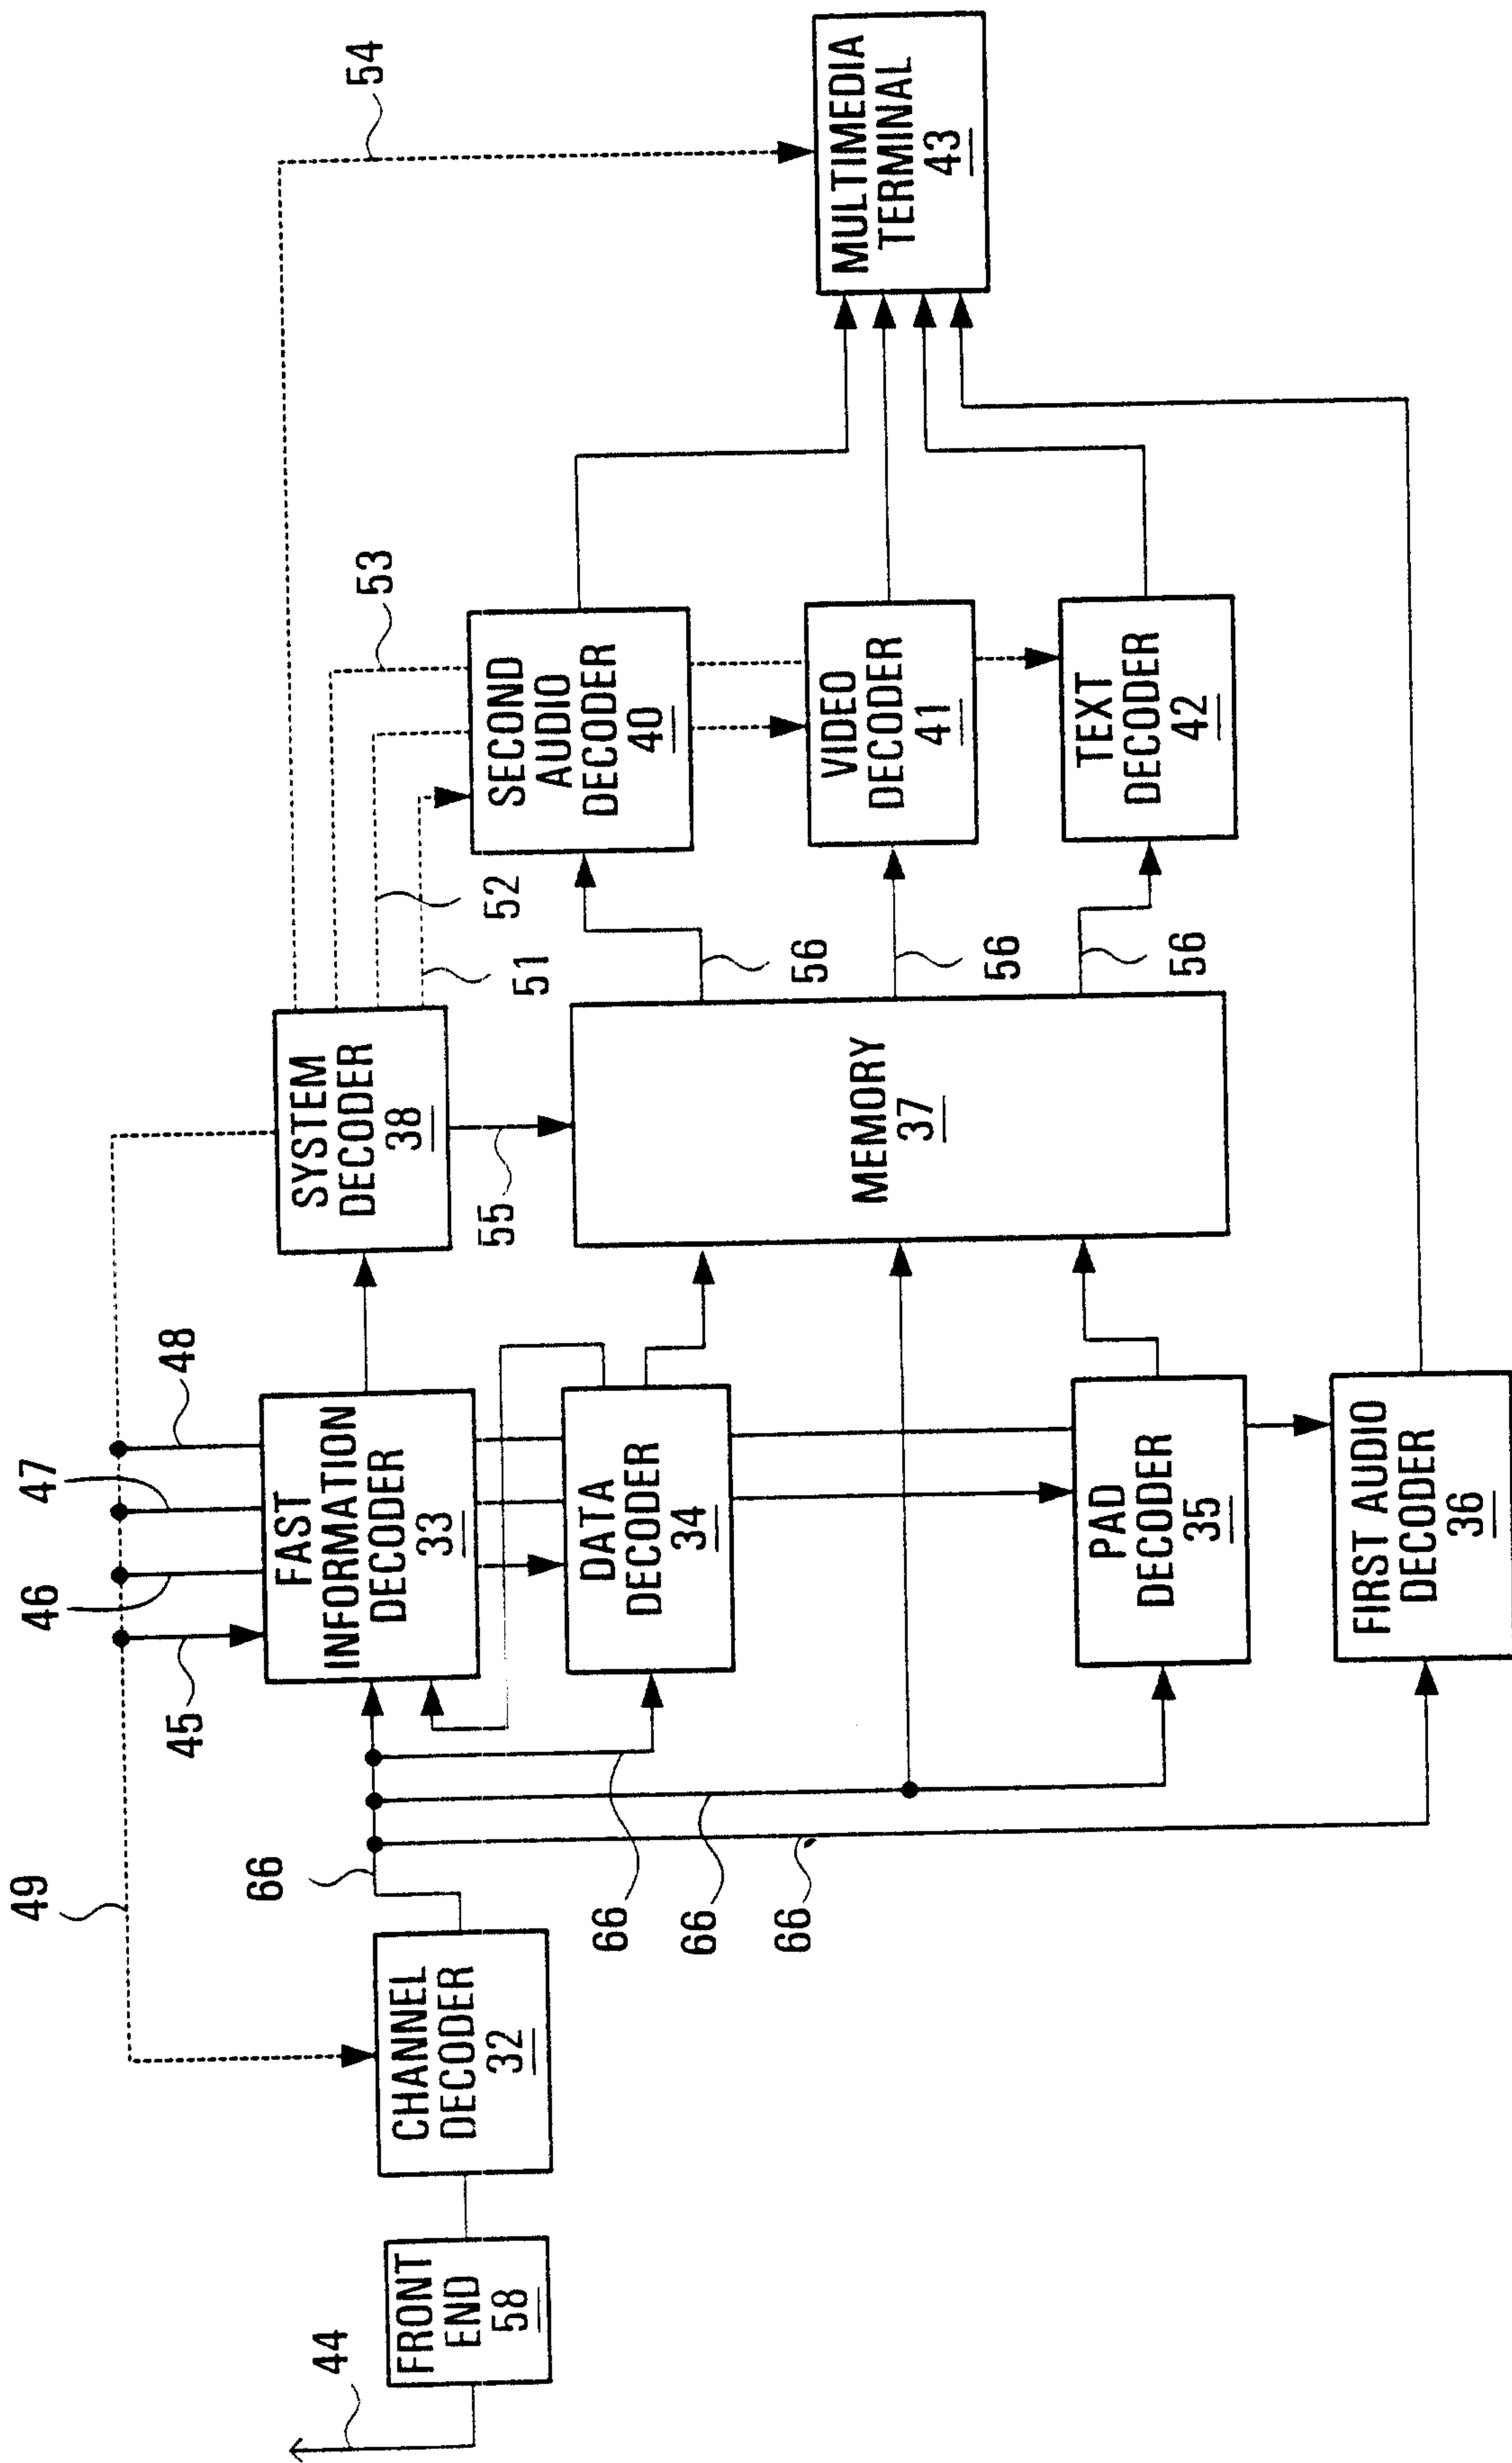 54
MULTIMEDIA
TERMINAL
43
53
SECOND
AUDIO
DECODER
40
VIDEO
DECODER
41
TEXT
DECODER
42
52
51
56
56
56
SYSTEM
DECODER
38
55
MEMORY
37
48
47
46
45
FAST
INFORMATION
DECODER
33
DATA
DECODER
34
PAD
DECODER
35
FIRST AUDIO
DECODER
36
49
66
66
66
66
CHANNEL
DECODER
32
FRONT
END
58
44